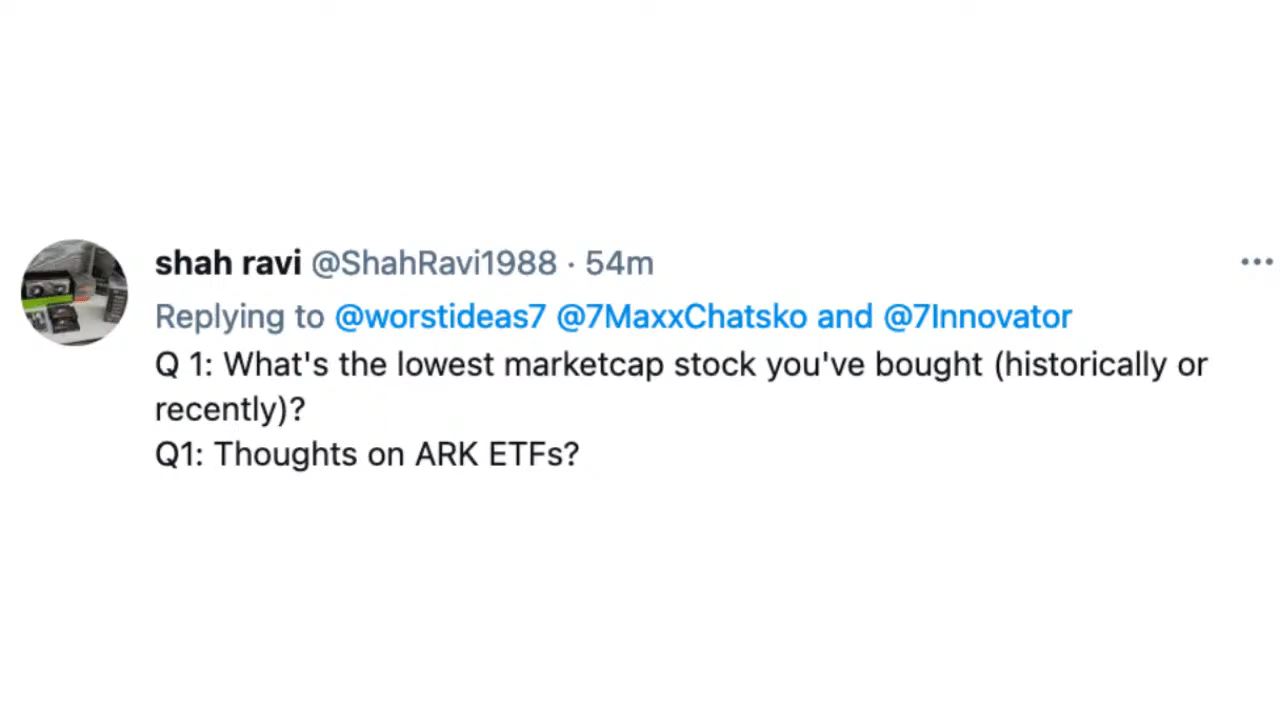 shah ravi @ShahRavi1988 · 54m
Replying to @worstideas7 @7MaxxChatsko and @7Innovator
Q 1: What's the lowest marketcap stock you've bought (historically or
recently)?
Q1: Thoughts on ARK ETFs?